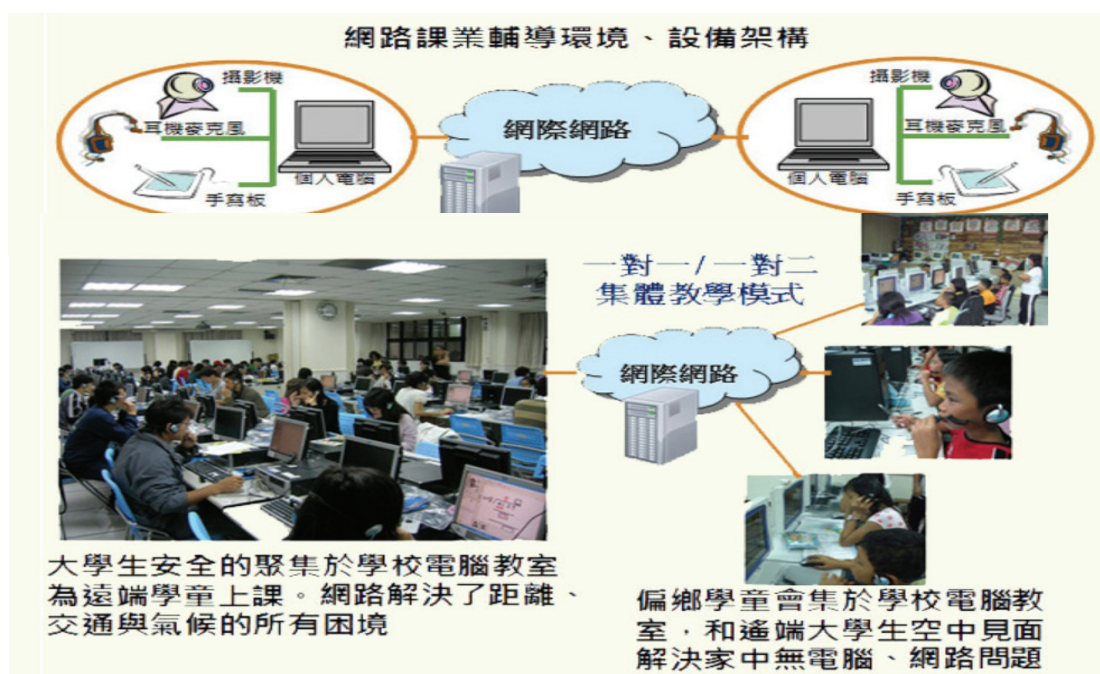 網路課業輔導環境、設備架構
攝影機
耳機麥克風
個人電腦
手寫板
網際網路
攝影機
耳機麥克風
個人電腦
手寫板
一對一/一對二
集體教學模式
網際網路
大學生安全的聚集於學校電腦教室
為遠端學童上課。網路解決了距離、
交通與氣候的所有困境
偏鄉學童會集於學校電腦教
室，和遙端大學生空中見面
解決家中無電腦、網路問題